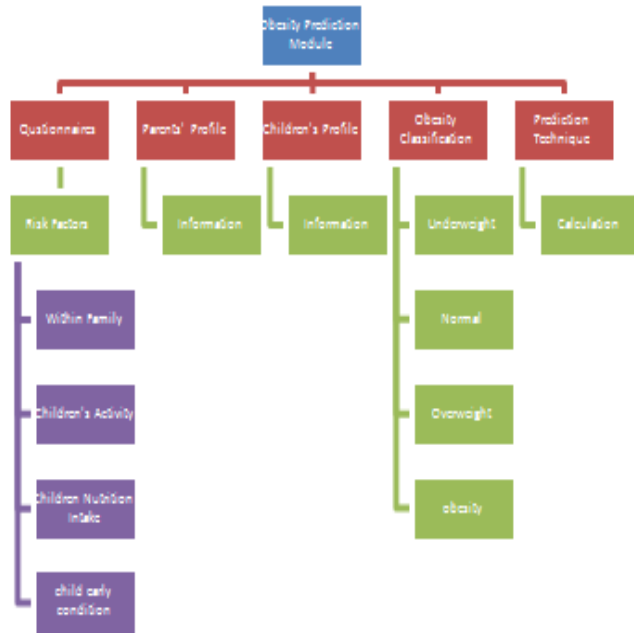 Obesity Prediction
Module
Qustionnaires
Parents' Profile
Children's Profile
Obesity
Classification
Prediction
Technique
Risk Factors
Information
Information
Underweight
Calculation
Within Family
Normal
Children's Activity
Overweight
Children Nutrition
Intake
obesity
child early
condition